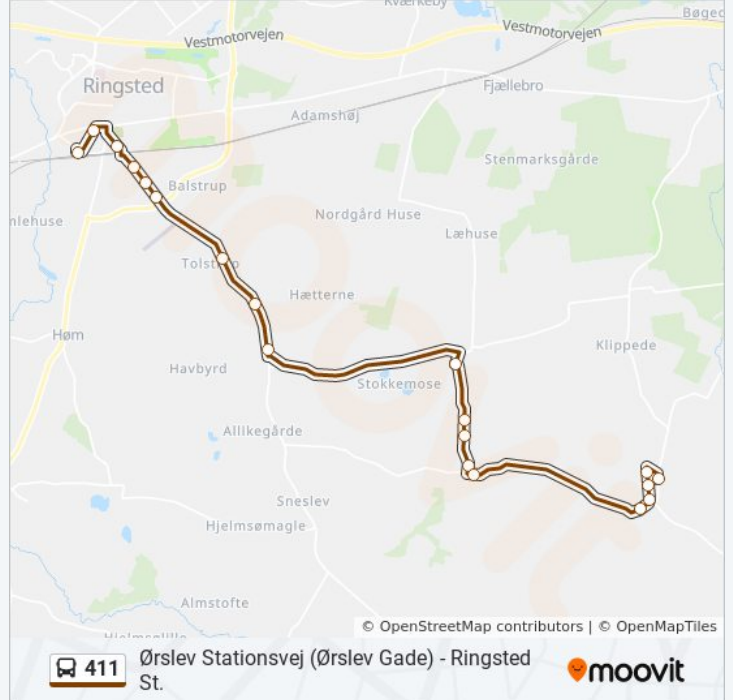 Kværkeby
Bøgec
Vestmotorvejen
Vestmotorvejen
Ringsted
Fjællebro
Adamshøj
Stenmarksgårde
Balstrup
Nordgård Huse
nlehuse
Læhuse
Tolstrup
Hætterne
Høm
Klippede
Havbyrd
Stokkemose
Allikegårde
Sneslev
Hjelmsømagle
Almstofte
© OpenStreetMap contributors | © OpenMapTiles
Hjelmsølille
411
Ørslev Stationsvej (Ørslev Gade) - Ringsted
St.
moovit